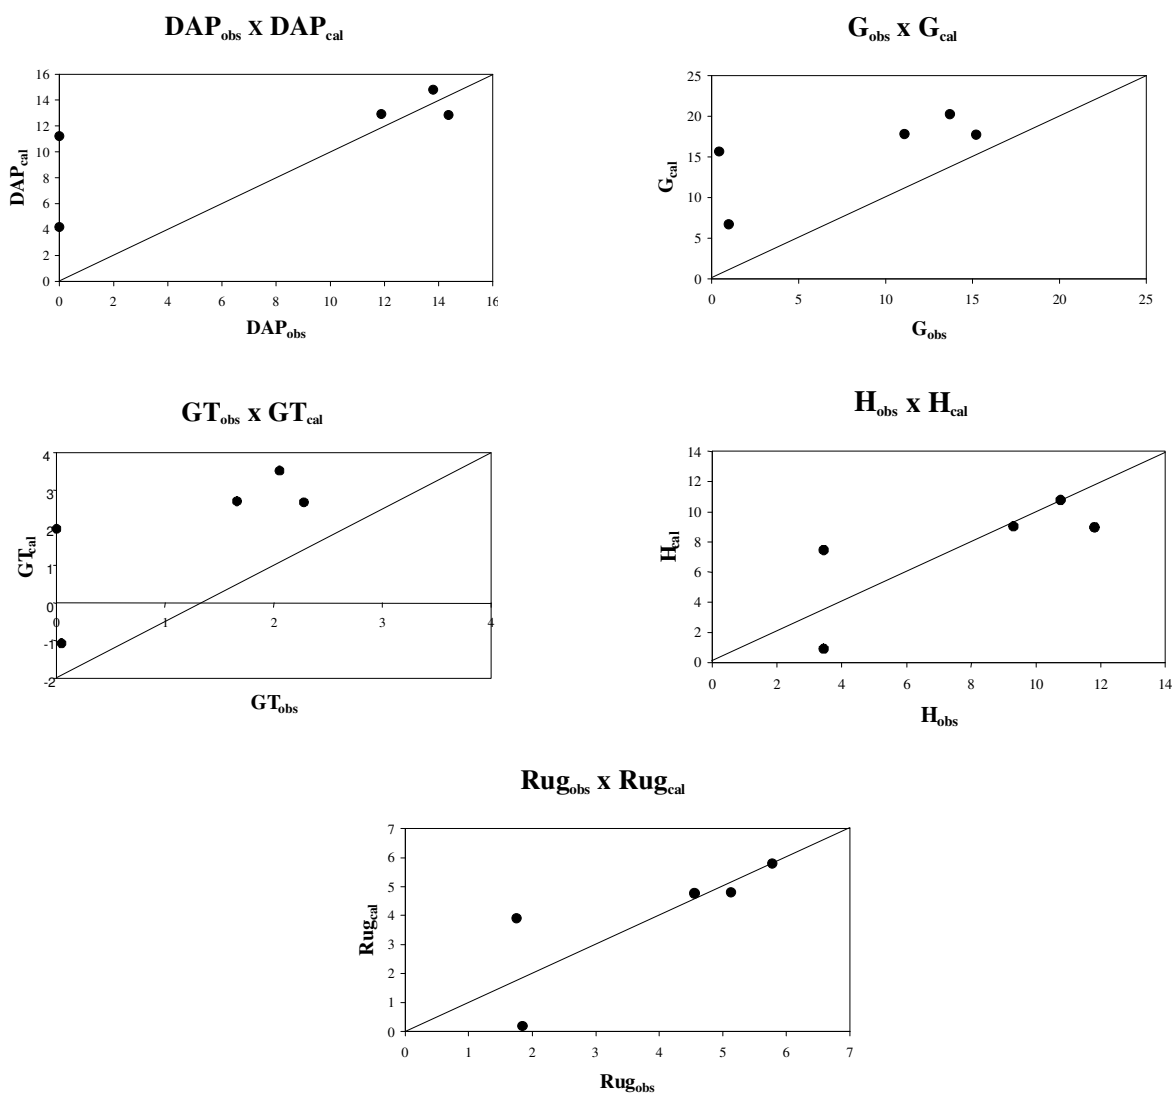 DAPobs x DAPcal
16
14
12
10
8
6
4
2
0
DAPcal
0 2 4 6 8 10 12 14 16
DAPobs
Gobs x Gcal
25
20
15
10
5
0
Gcal
0 5 10 15 20 25
Gobs
GTobs x GTcal
4
3
2
1
0
-1
-2
GTcal
0 1 2 3 4
GTobs
Hobs x Hcal
14
12
10
8
6
4
2
0
Hcal
0 2 4 6 8 10 12 14
Hobs
Rugobs x Rugcal
7
6
5
4
3
2
1
0
Rugcal
0 1 2 3 4 5 6 7
Rugobs